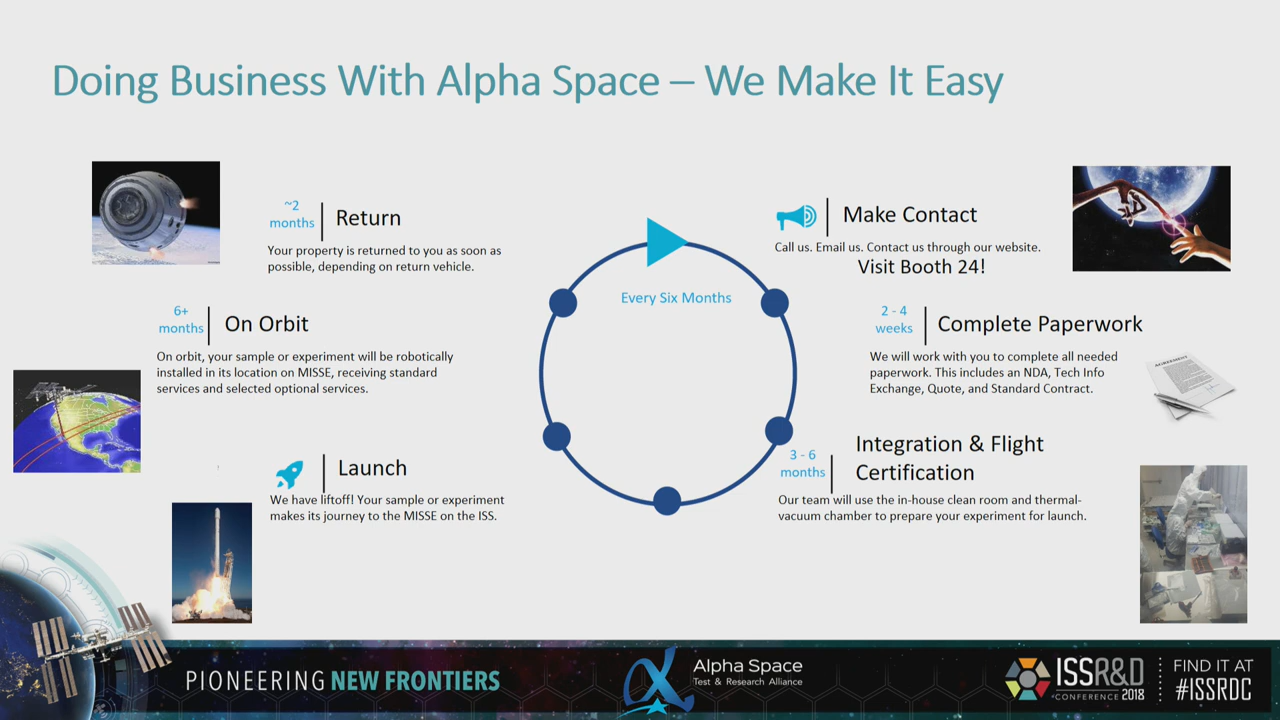 Doing Business With Alpha Space – We Make It Easy
Make Contact
Call us. Email us. Contact us through our website.
Visit Booth 24!
2 - 4
weeks
Complete Paperwork
We will work with you to complete all needed
paperwork. This includes an NDA, Tech Info
Exchange, Quote, and Standard Contract.
AGREEMENT
3 - 6
months
Integration & Flight
Certification
Our team will use the in-house clean room and thermal-
vacuum chamber to prepare your experiment for launch.
Launch
We have liftoff! Your sample or experiment
makes its journey to the MISSE on the ISS.
6+
months
On Orbit
On orbit, your sample or experiment will be robotically
installed in its location on MISSE, receiving standard
services and selected optional services.
~2
months
Return
Your property is returned to you as soon as
possible, depending on return vehicle.
Every Six Months
PIONEERING NEW FRONTIERS
Alpha Space
Test & Research Alliance
ISSR&D
CONFERENCE 2018
FIND IT AT
#ISSRDC